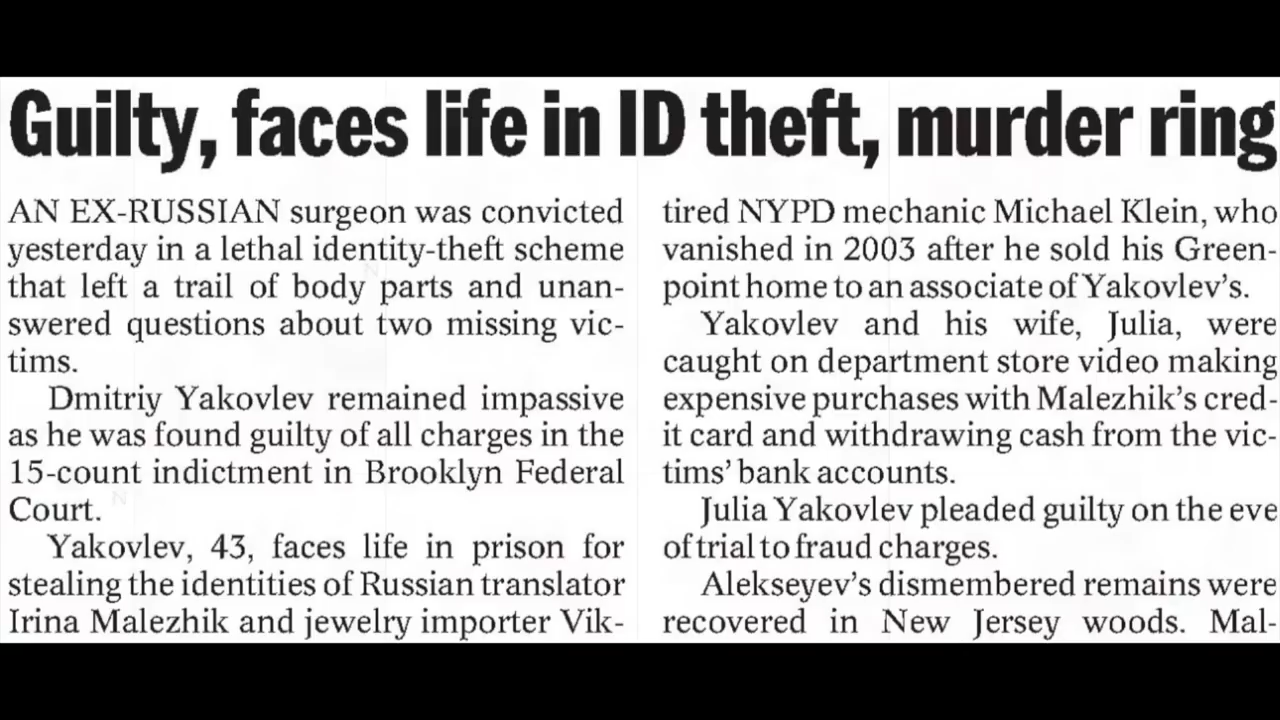 Guilty, faces life in ID theft, murder ring
AN EX-RUSSIAN surgeon was convicted
yesterday in a lethal identity-theft scheme
that left a trail of body parts and unan-
swered questions about two missing vic-
tims.
Dmitriy Yakovlev remained impassive
as he was found guilty of all charges in the
15-count indictment in Brooklyn Federal
Court.
Yakovlev, 43, faces life in prison for
stealing the identities of Russian translator
Irina Malezhik and jewelry importer Vik-
tired NYPD mechanic Michael Klein, who
vanished in 2003 after he sold his Green-
point home to an associate of Yakovlev's.
Yakovlev and his wife, Julia, were
caught on department store video making
expensive purchases with Malezhik's cred-
it card and withdrawing cash from the vic-
tims' bank accounts.
Julia Yakovlev pleaded guilty on the eve
of trial to fraud charges.
Alekseyev's dismembered remains were
recovered in New Jersey woods. Mal-